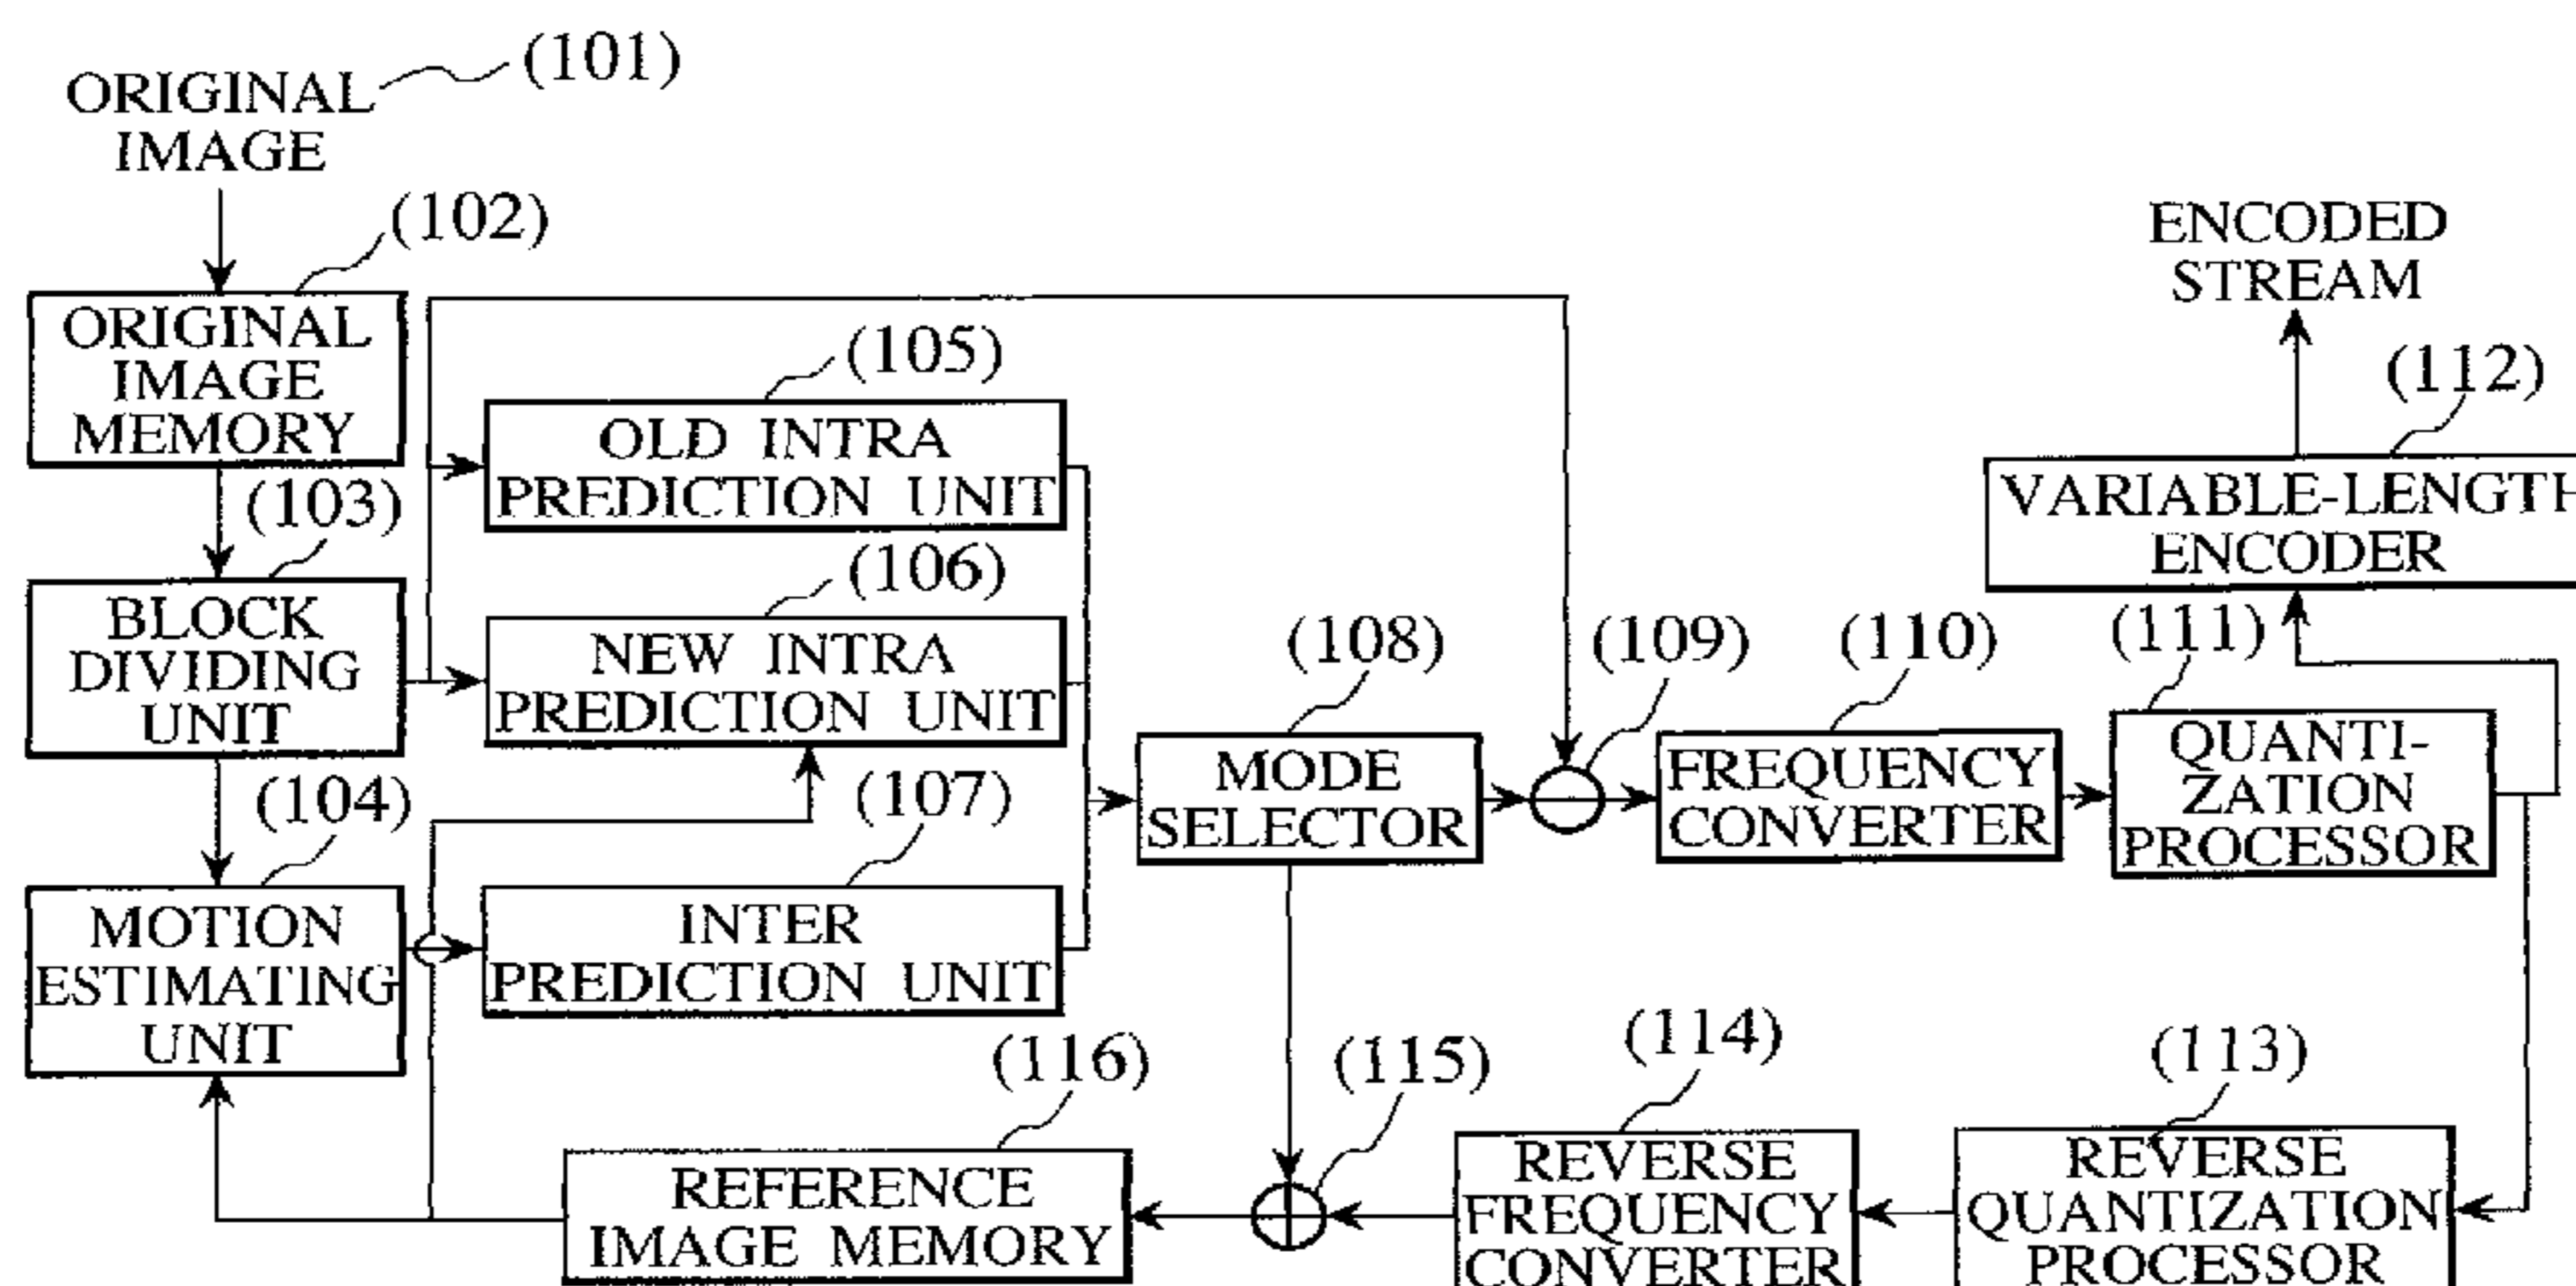 (101)
ORIGINAL
IMAGE
(102)
ORIGINAL
IMAGE
MEMORY
(103)
BLOCK
DIVIDING
UNIT
(104)
MOTION
ESTIMATING
UNIT
(105)
OLD INTRA
PREDICTION UNIT
(106)
NEW INTRA
PREDICTION UNIT
(107)
INTER
PREDICTION UNIT
(108)
MODE
SELECTOR
(109)
(110)
FREQUENCY
CONVERTER
(111)
QUANTI-
ZATION
PROCESSOR
ENCODED
STREAM
(112)
VARIABLE-LENGTH
ENCODER
(113)
REVERSE
QUANTIZATION
PROCESSOR
(114)
REVERSE
FREQUENCY
CONVERTER
(115)
(116)
REFERENCE
IMAGE MEMORY